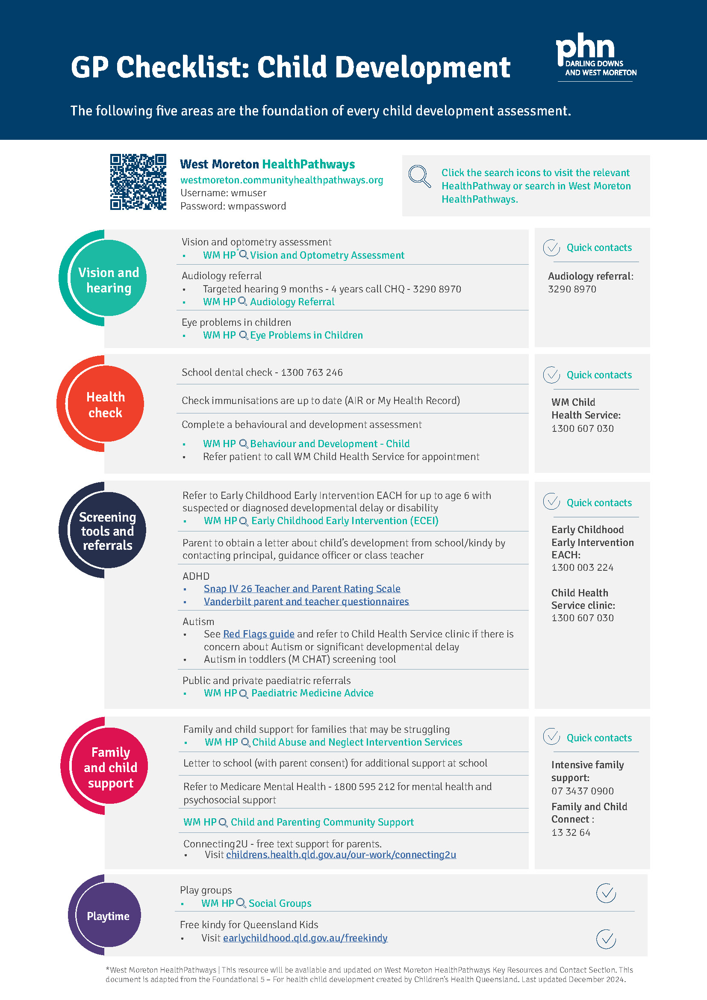 GP Checklist: Child Development
phn
DARLING DOWNS
AND WEST MORETON
The following five areas are the foundation of every child development assessment.
West Moreton HealthPathways
westmoreton.communityhealthpathways.org
Username: wmuser
Password: wmpassword
Click the search icons to visit the relevant
HealthPathway or search in West Moreton
HealthPathways.
Vision and
hearing
Vision and optometry assessment
▪ WM HP* Vision and Optometry Assessment
Audiology referral
• Targeted hearing 9 months - 4 years call CHQ - 3290 8970
▪ WM HP Audiology Referral
Eye problems in children
▪ WM HP Eye Problems in Children
Quick contacts
Audiology referral:
3290 8970
Health
check
School dental check - 1300 763 246
Check immunisations are up to date (AIR or My Health Record)
Complete a behavioural and development assessment
▪ WM HP Behaviour and Development - Child
• Refer patient to call WM Child Health Service for appointment
Quick contacts
WM Child
Health Service:
1300 607 030
Screening
tools and
referrals
Refer to Early Childhood Early Intervention EACH for up to age 6 with
suspected or diagnosed developmental delay or disability
▪ WM HP Early Childhood Early Intervention (ECEI)
Parent to obtain a letter about child’s development from school/kindy by
contacting principal, guidance officer or class teacher
ADHD
▪ Snap IV 26 Teacher and Parent Rating Scale
▪ Vanderbilt parent and teacher questionnaires
Autism
• See Red Flags guide and refer to Child Health Service clinic if there is
concern about Autism or significant developmental delay
• Autism in toddlers (M CHAT) screening tool
Public and private paediatric referrals
▪ WM HP Paediatric Medicine Advice
Quick contacts
Early Childhood
Early Intervention
EACH:
1300 003 224
Child Health
Service clinic:
1300 607 030
Family
and child
support
Family and child support for families that may be struggling
▪ WM HP Child Abuse and Neglect Intervention Services
Letter to school (with parent consent) for additional support at school
Refer to Medicare Mental Health - 1800 595 212 for mental health and
psychosocial support
WM HP Child and Parenting Community Support
Connecting2U - free text support for parents.
• Visit childrens.health.qld.gov.au/our-work/connecting2u
Quick contacts
Intensive family
support:
07 3437 0900
Family and Child
Connect :
13 32 64
Playtime
Play groups
▪ WM HP Social Groups
Free kindy for Queensland Kids
• Visit earlychildhood.qld.gov.au/freekindy
*West Moreton HealthPathways | This resource will be available and updated on West Moreton HealthPathways Key Resources and Contact Section. This
document is adapted from the Foundational 5 – For health child development created by Children’s Health Queensland. Last updated December 2024.